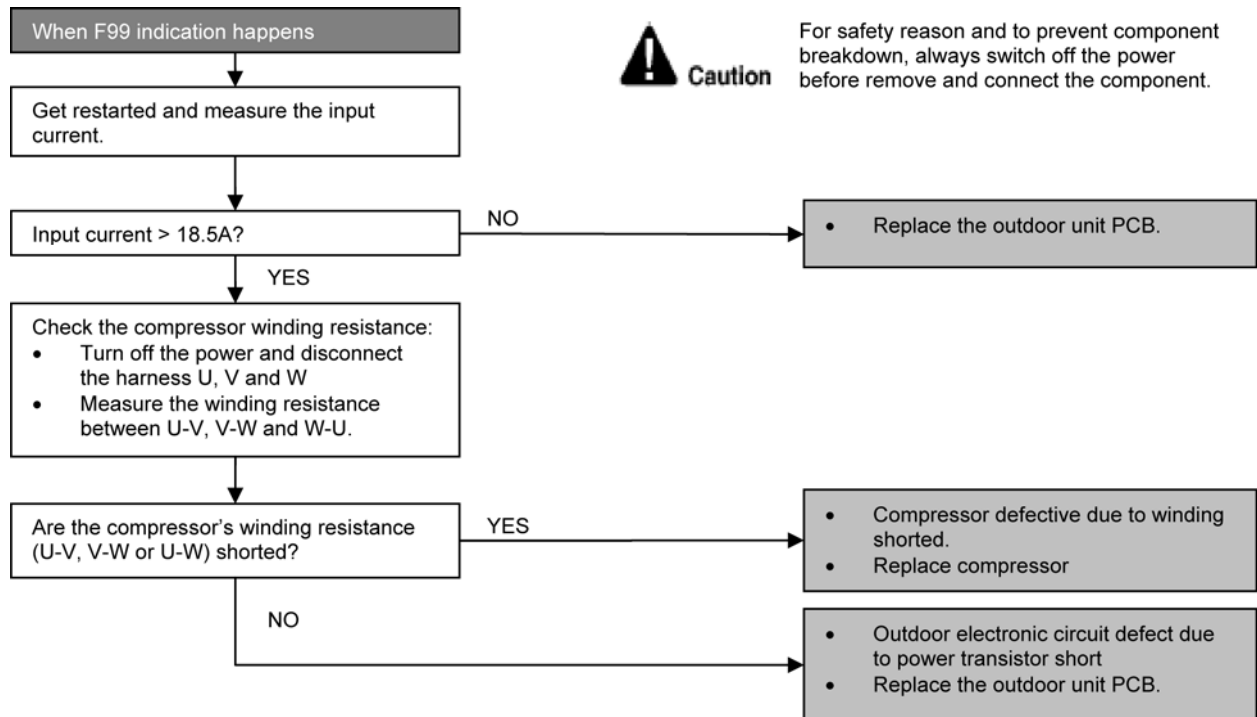 When F99 indication happens
For safety reason and to prevent component
breakdown, always switch off the power
before remove and connect the component.
Caution
Get restarted and measure the input
current.
Input current > 18.5A?
NO
• Replace the outdoor unit PCB.
YES
Check the compressor winding resistance:
• Turn off the power and disconnect
the harness U, V and W
• Measure the winding resistance
between U-V, V-W and W-U.
Are the compressor’s winding resistance
(U-V, V-W or U-W) shorted?
YES
• Compressor defective due to winding
shorted.
• Replace compressor
NO
• Outdoor electronic circuit defect due
to power transistor short
• Replace the outdoor unit PCB.